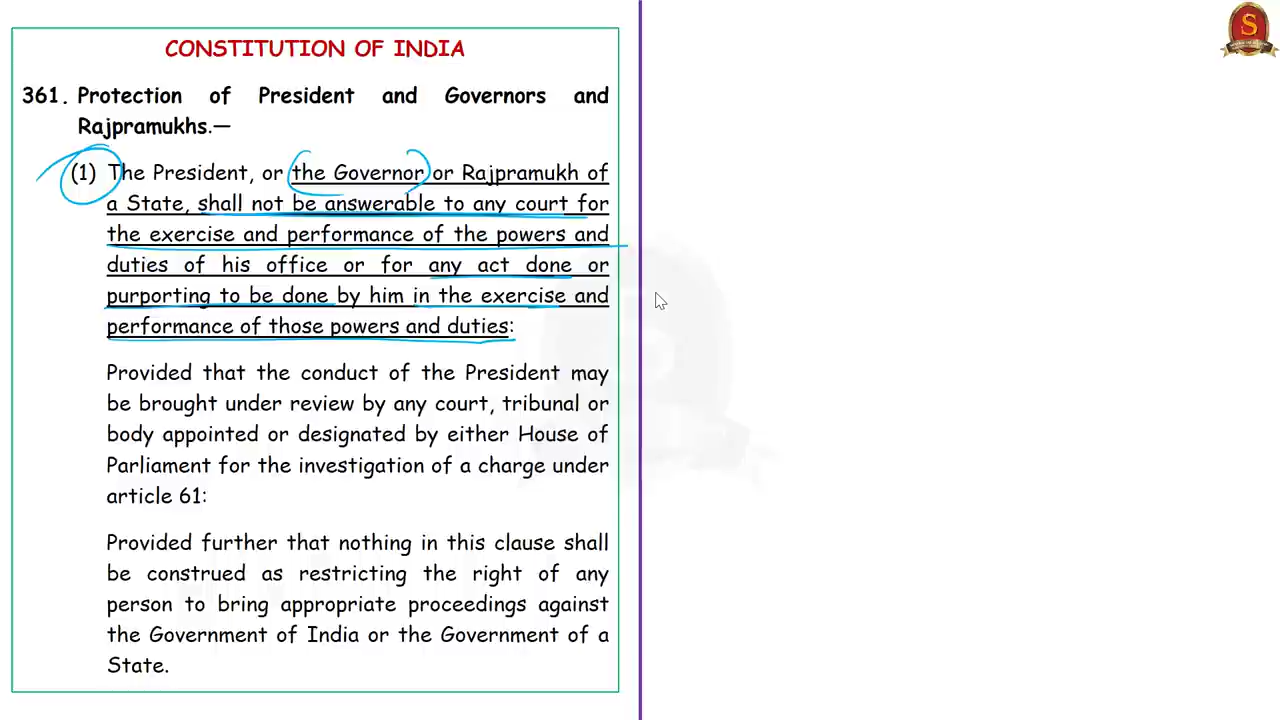 CONSTITUTION OF INDIA
361. Protection of President and Governors and
Rajpramukhs.—
(1) The President, or the Governor or Rajpramukh of
a State, shall not be answerable to any court for
the exercise and performance of the powers and
duties of his office or for any act done or
purporting to be done by him in the exercise and
performance of those powers and duties:
Provided that the conduct of the President may
be brought under review by any court, tribunal or
body appointed or designated by either House of
Parliament for the investigation of a charge under
article 61:
Provided further that nothing in this clause shall
be construed as restricting the right of any
person to bring appropriate proceedings against
the Government of India or the Government of a
State.
S